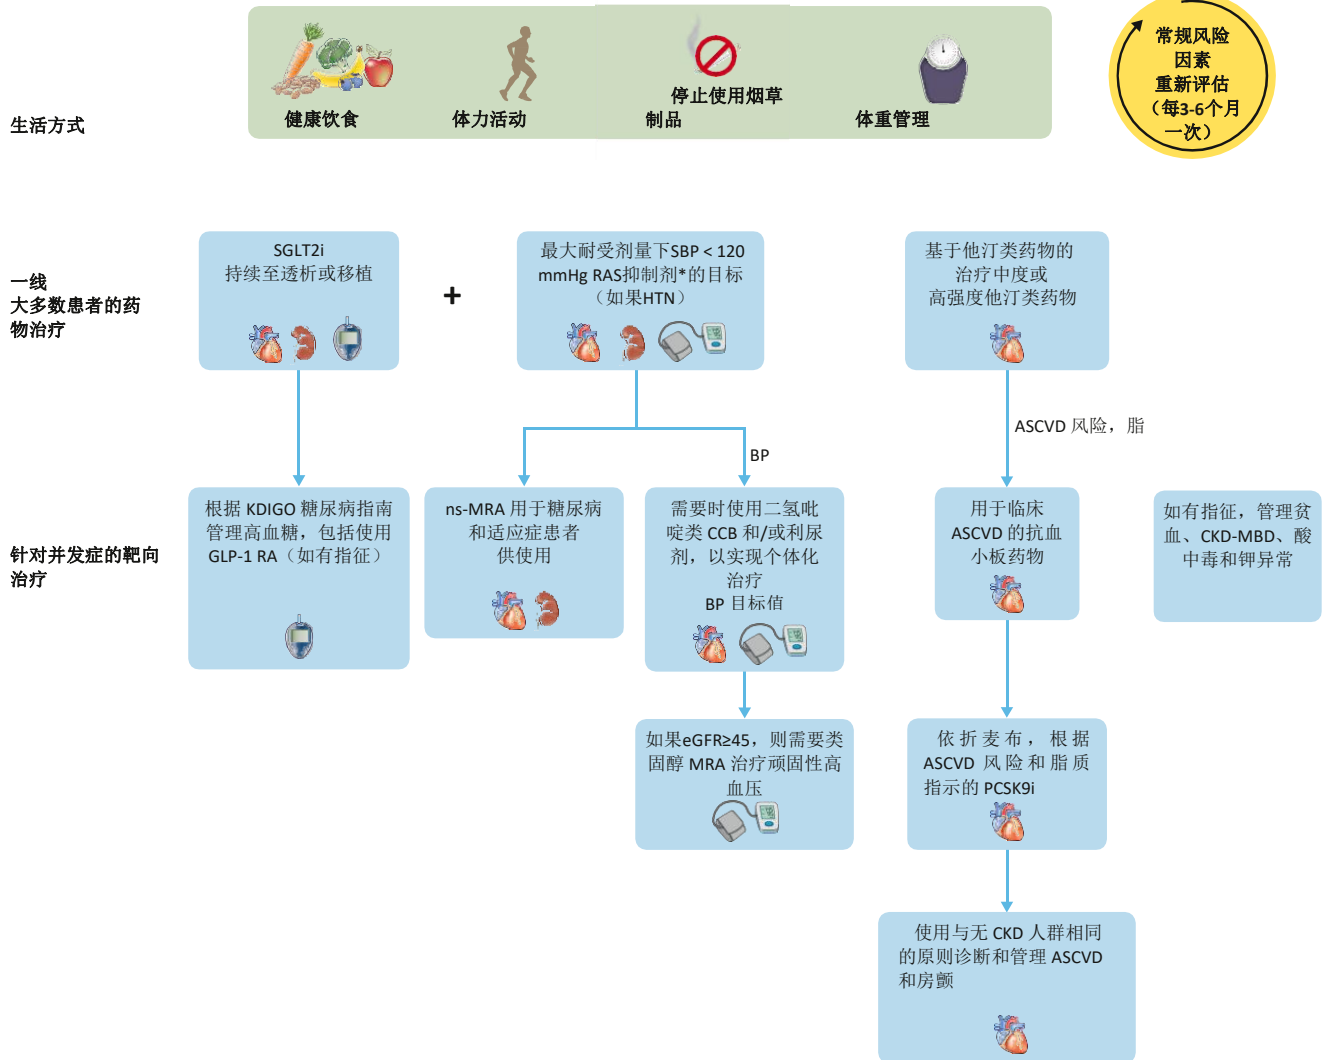 生活方式
健康饮食
体力活动
停止使用烟草
制品
体重管理
常规风险
因素
重新评估
（每3-6个月
一次）
一线
大多数患者的药
物治疗
SGLT2i
持续至透析或移植
+
最大耐受剂量下SBP < 120
mmHg RAS抑制剂*的目标
（如果HTN）
基于他汀类药物的
治疗中度或
高强度他汀类药物
ASCVD 风险，脂
BP
针对并发症的靶向
治疗
根据 KDIGO 糖尿病指南
管理高血糖，包括使用
GLP-1 RA（如有指征）
ns-MRA 用于糖尿病
和适应症患者
供使用
需要时使用二氢吡
啶类 CCB 和/或利尿
剂，以实现个体化
治疗
BP 目标值
用于临床
ASCVD 的抗血
小板药物
如有指征，管理贫
血、CKD-MBD、酸
中毒和钾异常
如果eGFR≥45，则需要类
固醇 MRA 治疗顽固性高
血压
依折麦布，根据
ASCVD 风险和脂质
指示的 PCSK9i
使用与无 CKD 人群相同
的原则诊断和管理 ASCVD
和房颤